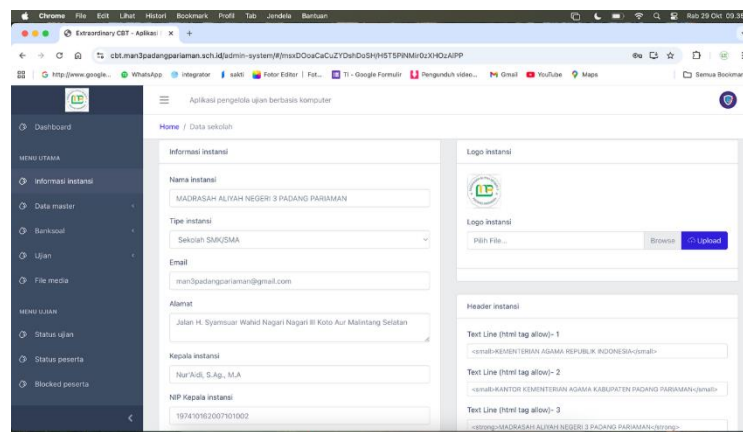 Chrome File Edit Lihat Histori Bookmark Profil Tab Jendela Bantuan
Rab 29 Okt 09.39
Extraordinary CBT - Aplikasi
cbt.man3padangpariaman.sch.id/admin-system/#/
http://www.google... WhatsApp integrator sakti Fotor Editor | Fot... TI - Google Formulir Pengunduh video... Gmail YouTube Maps Semua Bookmar
Aplikasi pengelola ujian berbasis komputer
Dashboard
Home / Data sekolah
MENU UTAMA
Informasi instansi
Data master
Banksoal
Ujian
File media
MENU UJIAN
Status ujian
Status peserta
Blocked peserta
Informasi instansi
Nama instansi
MADRASAH ALIYAH NEGERI 3 PADANG PARIAMAN
Tipe instansi
Sekolah SMK/SMA
Email
man3padangpariaman@gmail.com
Alamat
Jalan H. Syamsuar Wahid Nagari Nagari III Koto Aur Malintang Selatan
Kepala instansi
Nur'Aidi, S.Ag., M.A
NIP Kepala instansi
197410162007101002
Logo instansi
Logo instansi
Pilih File... Browse Upload
Header instansi
Text Line (html tag allow)- 1
<small>KEMENTERIAN AGAMA REPUBLIK INDONESIA</small>
Text Line (html tag allow)- 2
<small>KANTOR KEMENTERIAN AGAMA KABUPATEN PADANG PARIAMAN</small>
Text Line (html tag allow)- 3
<strong>MADRASAH ALIYAH NEGERI 3 PADANG PARIAMAN</strong>